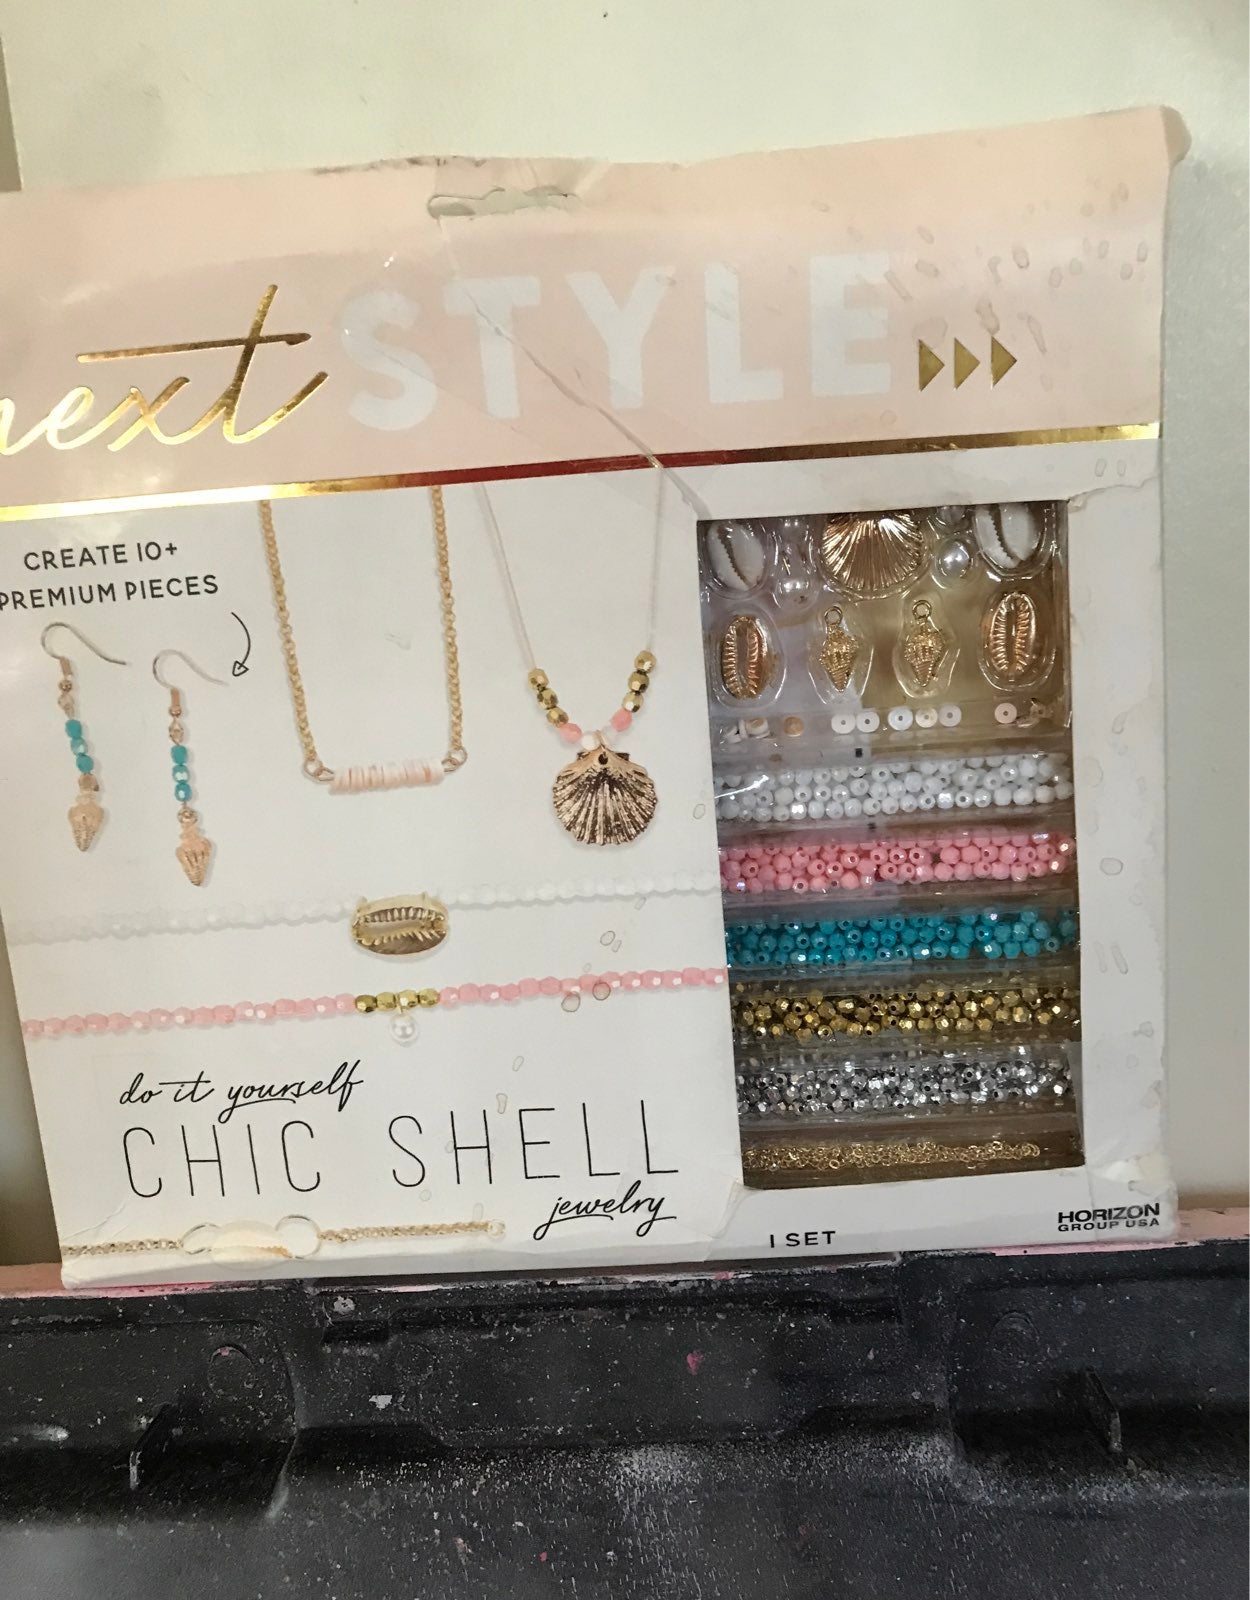 next STYLE
CREATE 10+
PREMIUM PIECES
do it yourself
CHIC SHELL
jewelry
1 SET
HORIZON
GROUP USA